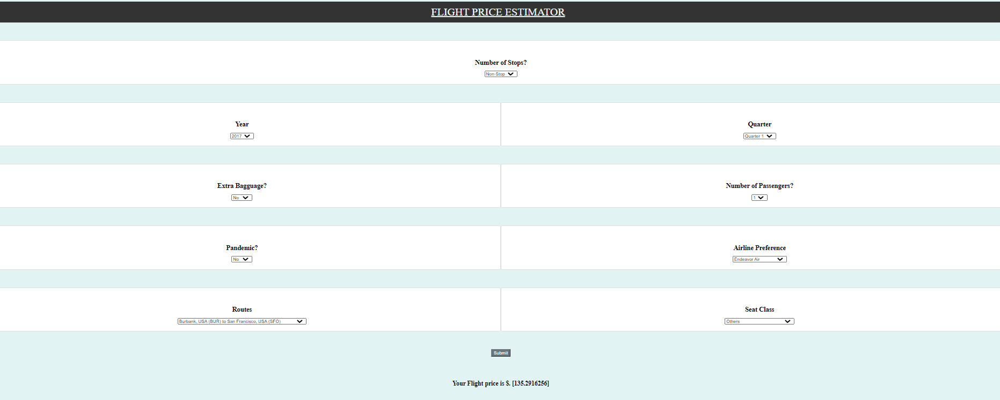 FLIGHT PRICE ESTIMATOR
Number of Stops?
Non-Stop
Year
2017
Quarter
Quarter 1
Extra Bagguage?
No
Number of Passengers?
1
Pandemic?
No
Airline Preference
Endeavor Air
Routes
Burbank, USA (BUR) to San Francisco, USA (SFO)
Seat Class
Others
Submit
Your Flight price is $. [135.2916256]